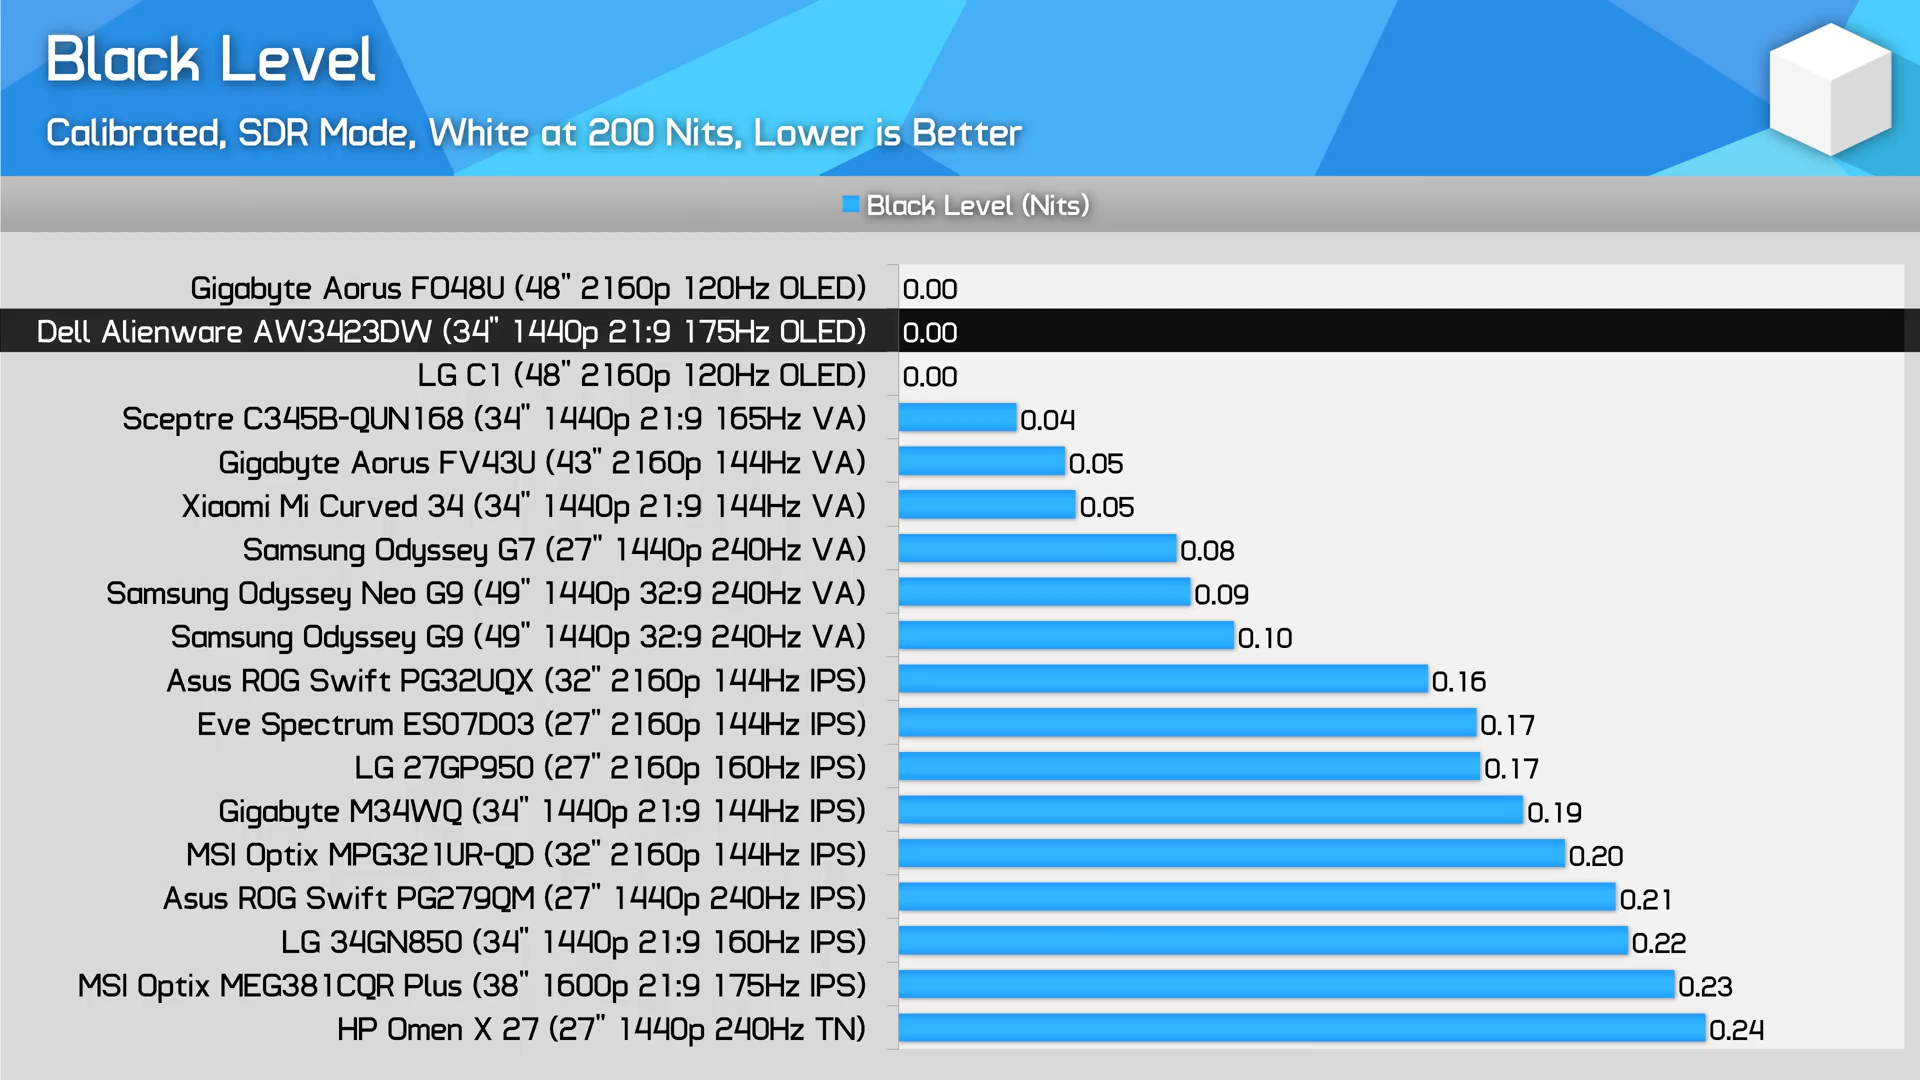 Black Level
Calibrated, SDR Mode, White at 200 Nits, Lower is Better
Black Level (Nits)
Gigabyte Aorus FO48U (48" 2160p 120Hz OLED) 0.00
Dell Alienware AW3423DW (34" 1440p 21:9 175Hz OLED) 0.00
LG C1 (48" 2160p 120Hz OLED) 0.00
Sceptre C345B-QUN168 (34" 1440p 21:9 165Hz VA) 0.04
Gigabyte Aorus FV43U (43" 2160p 144Hz VA) 0.05
Xiaomi Mi Curved 34 (34" 1440p 21:9 144Hz VA) 0.05
Samsung Odyssey G7 (27" 1440p 240Hz VA) 0.08
Samsung Odyssey Neo G9 (49" 1440p 32:9 240Hz VA) 0.09
Samsung Odyssey G9 (49" 1440p 32:9 240Hz VA) 0.10
Asus ROG Swift PG32UQX (32" 2160p 144Hz IPS) 0.16
Eve Spectrum ES07D03 (27" 2160p 144Hz IPS) 0.17
LG 27GP950 (27" 2160p 160Hz IPS) 0.17
Gigabyte M34WQ (34" 1440p 21:9 144Hz IPS) 0.19
MSI Optix MPG321UR-QD (32" 2160p 144Hz IPS) 0.20
Asus ROG Swift PG279QM (27" 1440p 240Hz IPS) 0.21
LG 34GN850 (34" 1440p 21:9 160Hz IPS) 0.22
MSI Optix MEG381CQR Plus (38" 1600p 21:9 175Hz IPS) 0.23
HP Omen X 27 (27" 1440p 240Hz TN) 0.24